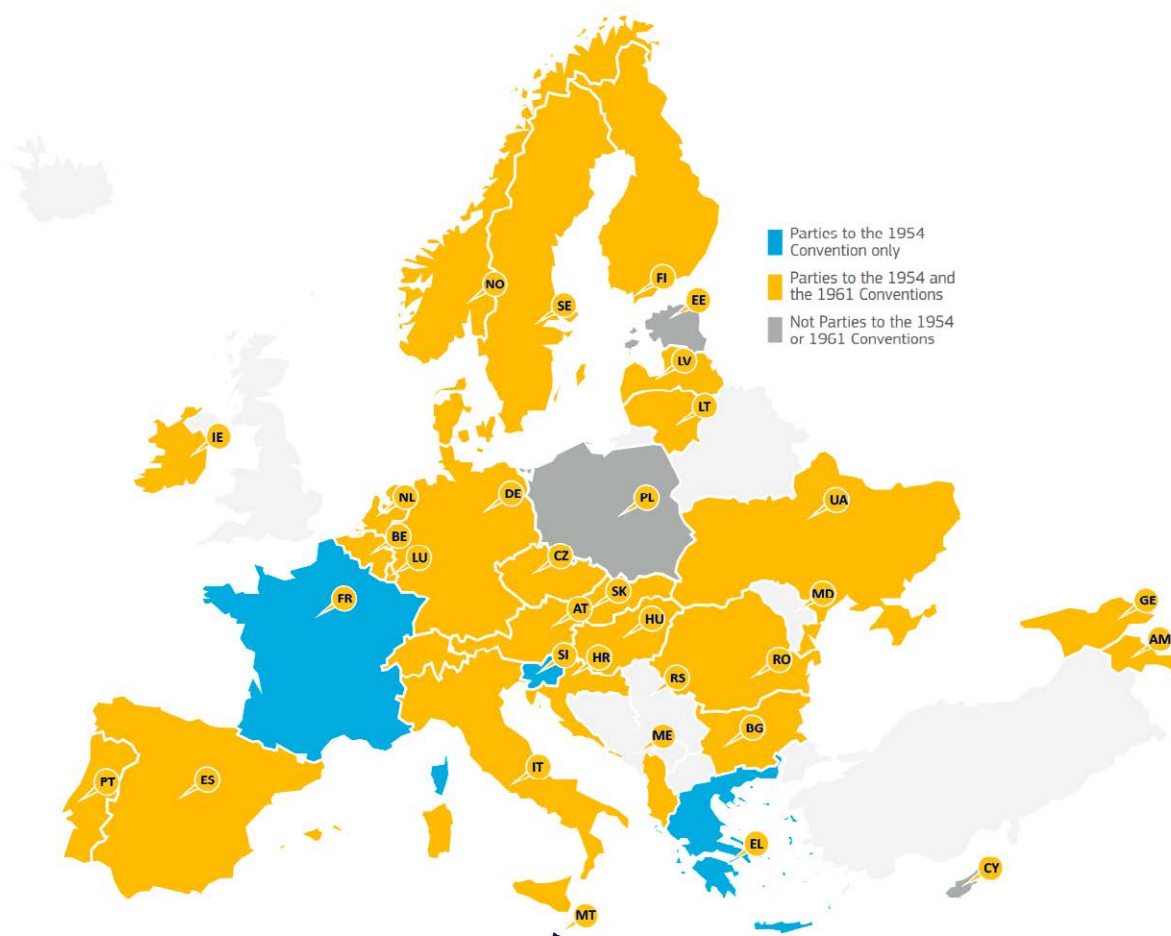 Parties to the 1954
Convention only
Parties to the 1954 and
the 1961 Conventions
Not Parties to the 1954
or 1961 Conventions
NO
FI
SE
EE
LV
LT
IE
NL
DE
PL
UA
BE
LU
CZ
FR
SK
MD
GE
AT
HU
AM
SI
HR
RO
RS
ME
BG
PT
ES
IT
EL
CY
MT